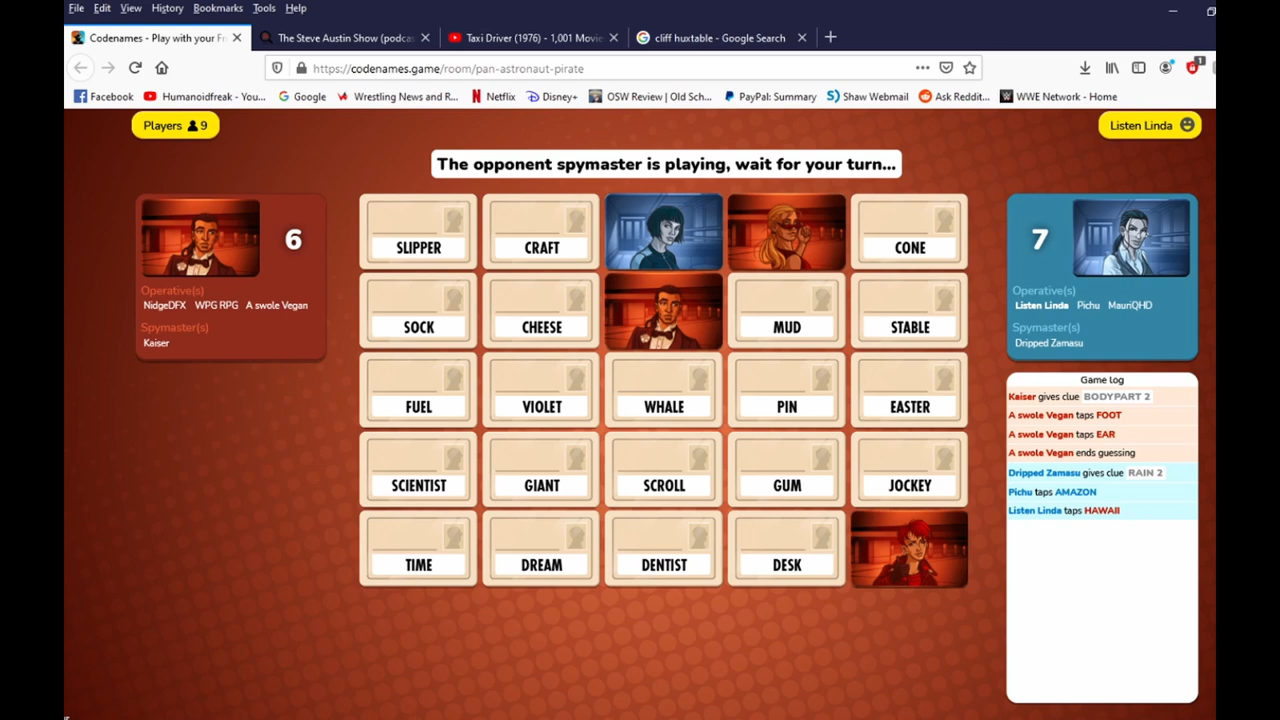 File Edit View History Bookmarks Tools Help
Codenames - Play with your Fr
The Steve Austin Show (podca
Taxi Driver (1976) - 1,001 Movie
cliff huxtable - Google Search
https://codenames.game/room/pan-astronaut-pirate
1
Facebook Humanoidfreak - You... Google Wrestling News and R... Netflix Disney+ OSW Review | Old Sch... PayPal: Summary Shaw Webmail Ask Reddit... WWE Network - Home
Players 9
Listen Linda
The opponent spymaster is playing, wait for your turn...
6
Operative(s)
NidgeDFX WPG RPG A swole Vegan
Spymaster(s)
Kaiser
SLIPPER CRAFT CONE
SOCK CHEESE MUD STABLE
FUEL VIOLET WHALE PIN EASTER
SCIENTIST GIANT SCROLL GUM JOCKEY
TIME DREAM DENTIST DESK
7
Operative(s)
Listen Linda Pichu MauriQHD
Spymaster(s)
Dripped Zamasu
Game log
Kaiser gives clue BODYPART 2
A swole Vegan taps FOOT
A swole Vegan taps EAR
A swole Vegan ends guessing
Dripped Zamasu gives clue RAIN 2
Pichu taps AMAZON
Listen Linda taps HAWAII